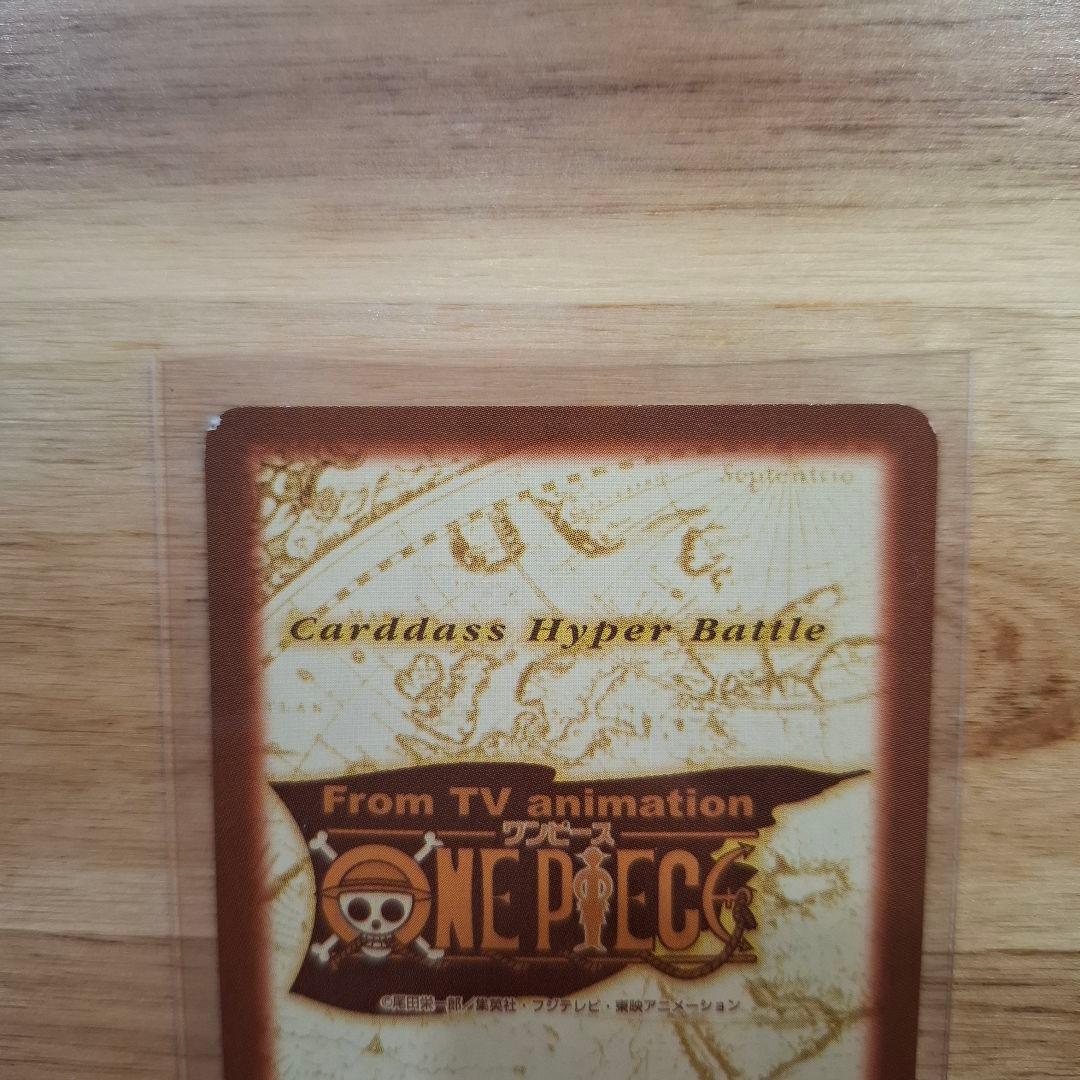 Septentrio
Carddass Hyper Battle
From TV animation
ワンピース
ONE PIECE
©尾田栄一郎／集英社・フジテレビ・東映アニメーション